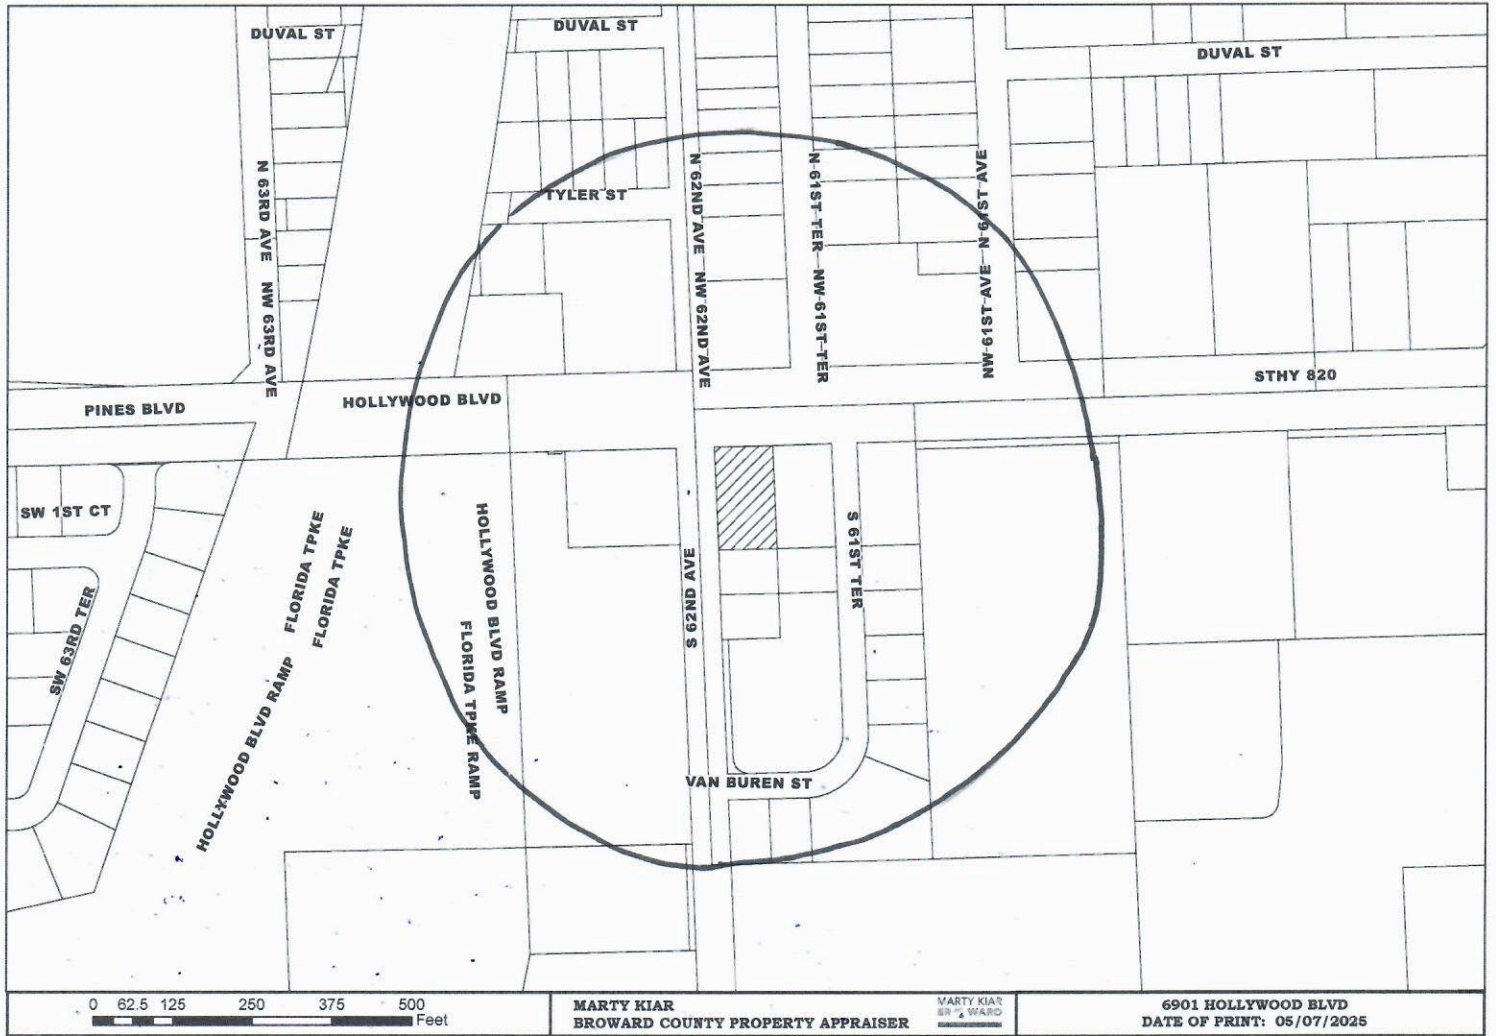 DUVAL ST
DUVAL ST
DUVAL ST
N 63RD AVE
NW 63RD AVE
TYLER ST
N 62ND AVE
NW 62ND AVE
N 61ST TER
NW 61ST TER
N 61ST AVE
NW 61ST AVE
STHY 820
PINES BLVD
HOLLYWOOD BLVD
SW 1ST CT
SW 63RD TER
FLORIDA TPKE
FLORIDA TPKE
HOLLYWOOD BLVD RAMP
HOLLYWOOD BLVD RAMP
FLORIDA TPKE RAMP
S 62ND AVE
S 61ST TER
VAN BUREN ST
0 62.5 125 250 375 500
Feet
MARTY KIAR
BROWARD COUNTY PROPERTY APPRAISER
MARTY KIAR
6901 HOLLYWOOD BLVD
DATE OF PRINT: 05/07/2025